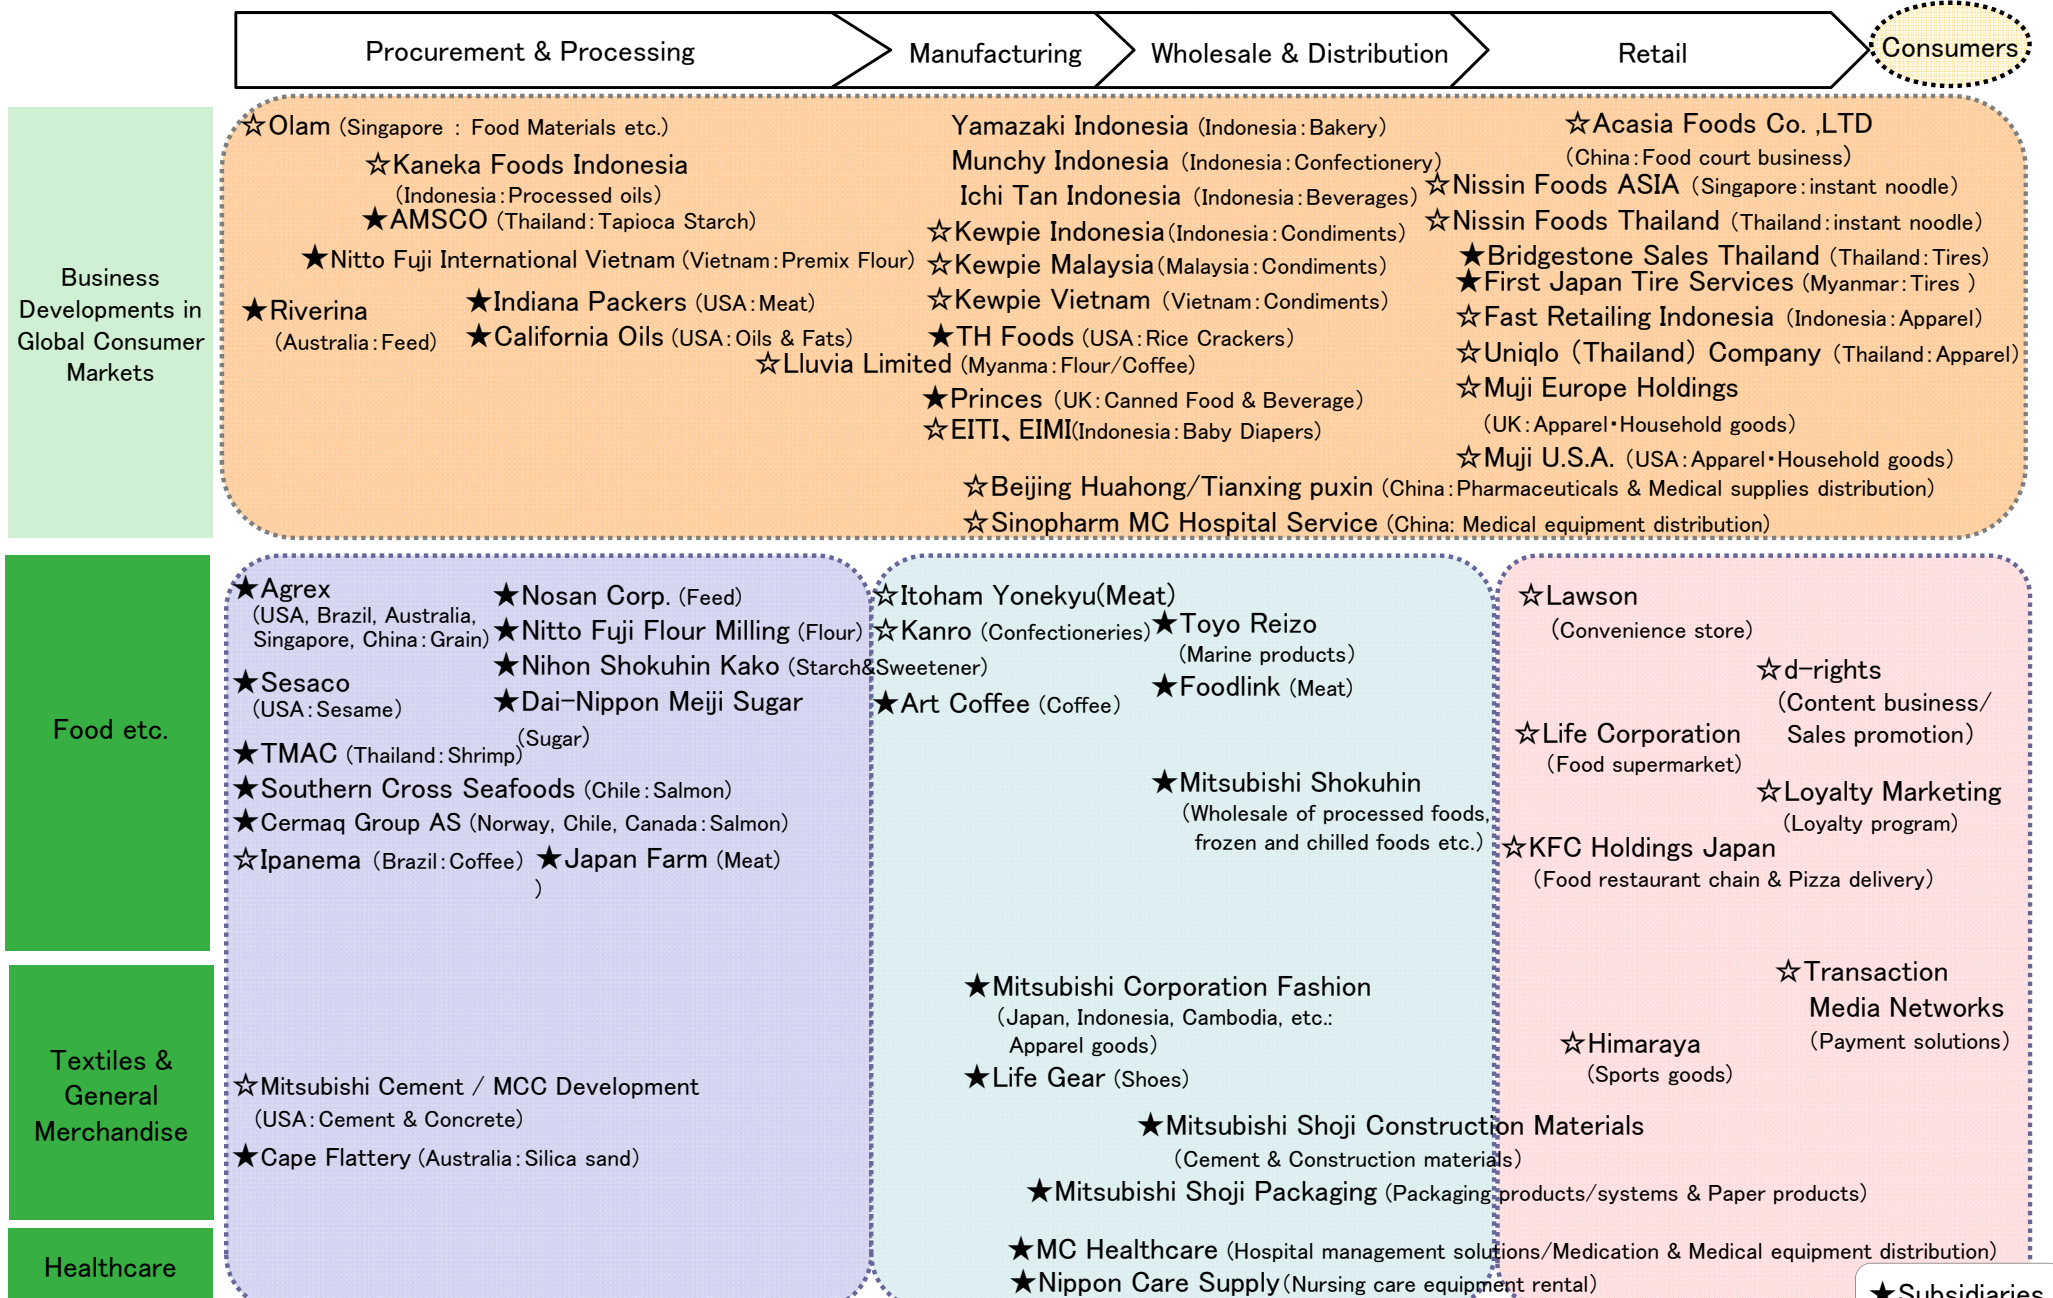 Procurement & Processing
Manufacturing
Wholesale & Distribution
Retail
Consumers
Business
Developments in
Global Consumer
Markets
☆Olam (Singapore : Food Materials etc.)
☆Kaneka Foods Indonesia
(Indonesia:Processed oils)
★AMSCO (Thailand:Tapioca Starch)
★Nitto Fuji International Vietnam (Vietnam:Premix Flour)
★Riverina
(Australia:Feed)
★Indiana Packers (USA:Meat)
★California Oils (USA:Oils & Fats)
Yamazaki Indonesia (Indonesia:Bakery)
Munchy Indonesia (Indonesia:Confectionery)
Ichi Tan Indonesia (Indonesia:Beverages)
☆Kewpie Indonesia(Indonesia:Condiments)
☆Kewpie Malaysia(Malaysia:Condiments)
☆Kewpie Vietnam (Vietnam:Condiments)
★TH Foods (USA:Rice Crackers)
☆Lluvia Limited (Myanma:Flour/Coffee)
★Princes (UK:Canned Food & Beverage)
☆EITI、EIMI(Indonesia:Baby Diapers)
☆Acasia Foods Co. ,LTD
(China:Food court business)
☆Nissin Foods ASIA (Singapore:instant noodle)
☆Nissin Foods Thailand (Thailand:instant noodle)
★Bridgestone Sales Thailand (Thailand:Tires)
★First Japan Tire Services (Myanmar:Tires )
☆Fast Retailing Indonesia (Indonesia:Apparel)
☆Uniqlo (Thailand) Company (Thailand:Apparel)
☆Muji Europe Holdings
(UK:Apparel・Household goods)
☆Muji U.S.A. (USA:Apparel・Household goods)
☆Beijing Huahong/Tianxing puxin (China:Pharmaceuticals & Medical supplies distribution)
☆Sinopharm MC Hospital Service (China: Medical equipment distribution)
Food etc.
★Agrex
(USA, Brazil, Australia,
Singapore, China:Grain)
★Sesaco
(USA:Sesame)
★TMAC (Thailand:Shrimp)
★Southern Cross Seafoods (Chile:Salmon)
★Cermaq Group AS (Norway, Chile, Canada:Salmon)
☆Ipanema (Brazil:Coffee)
★Japan Farm (Meat)
)
★Nosan Corp. (Feed)
★Nitto Fuji Flour Milling (Flour)
★Nihon Shokuhin Kako (Starch&Sweetener)
★Dai-Nippon Meiji Sugar
(Sugar)
☆Itoham Yonekyu(Meat)
☆Kanro (Confectioneries)
★Art Coffee (Coffee)
★Toyo Reizo
(Marine products)
★Foodlink (Meat)
★Mitsubishi Shokuhin
(Wholesale of processed foods,
frozen and chilled foods etc.)
☆Lawson
(Convenience store)
☆d-rights
(Content business/
Sales promotion)
☆Life Corporation
(Food supermarket)
☆Loyalty Marketing
(Loyalty program)
☆KFC Holdings Japan
(Food restaurant chain & Pizza delivery)
Textiles &
General
Merchandise
☆Mitsubishi Cement / MCC Development
(USA:Cement & Concrete)
★Cape Flattery (Australia:Silica sand)
★Mitsubishi Corporation Fashion
(Japan, Indonesia, Cambodia, etc.:
Apparel goods)
★Life Gear (Shoes)
★Mitsubishi Shoji Construction Materials
(Cement & Construction materials)
★Mitsubishi Shoji Packaging (Packaging products/systems & Paper products)
☆Transaction
Media Networks
(Payment solutions)
☆Himaraya
(Sports goods)
Healthcare
★MC Healthcare (Hospital management solutions/Medication & Medical equipment distribution)
★Nippon Care Supply(Nursing care equipment rental)
★Subsidiaries